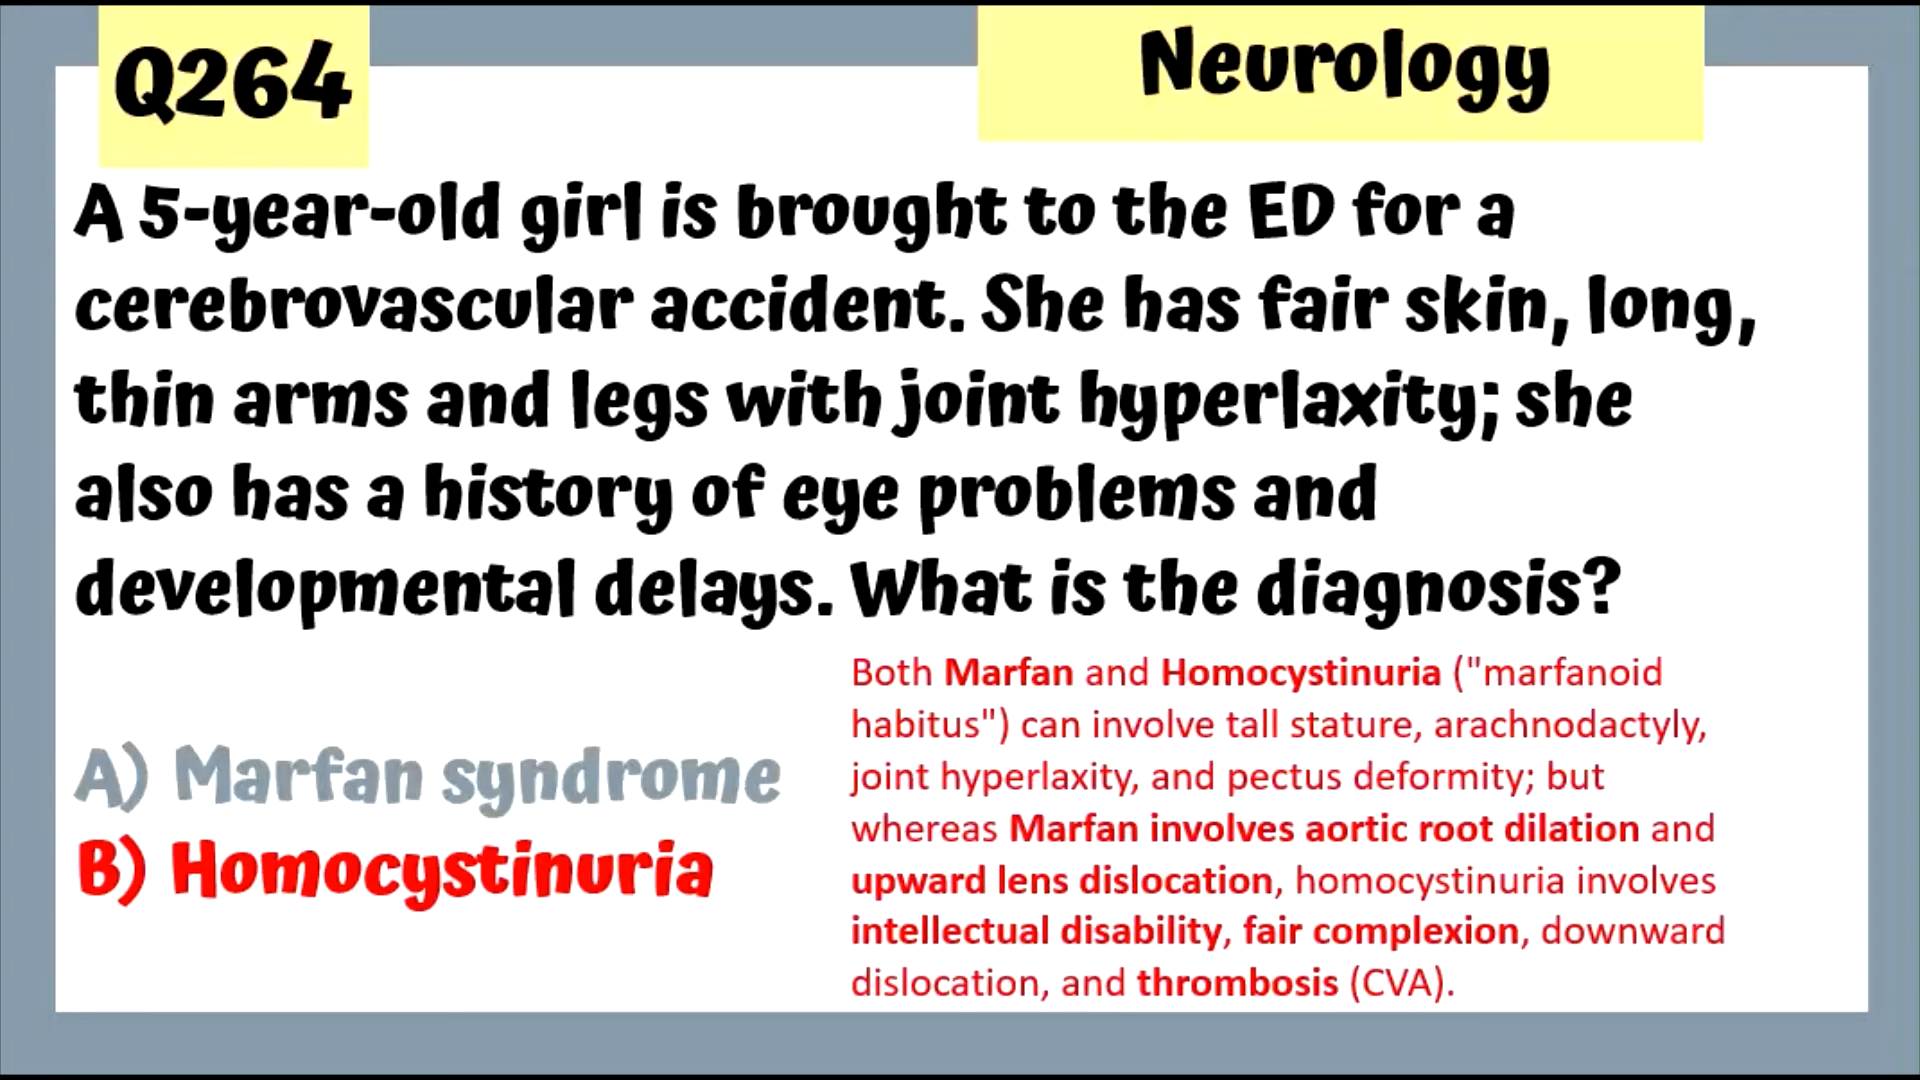 Q264
Neurology
A 5-year-old girl is brought to the ED for a
cerebrovascular accident. She has fair skin, long,
thin arms and legs with joint hyperlaxity; she
also has a history of eye problems and
developmental delays. What is the diagnosis?
A) Marfan syndrome
B) Homocystinuria
Both Marfan and Homocystinuria ("marfanoid
habitus") can involve tall stature, arachnodactyly,
joint hyperlaxity, and pectus deformity; but
whereas Marfan involves aortic root dilation and
upward lens dislocation, homocystinuria involves
intellectual disability, fair complexion, downward
dislocation, and thrombosis (CVA).